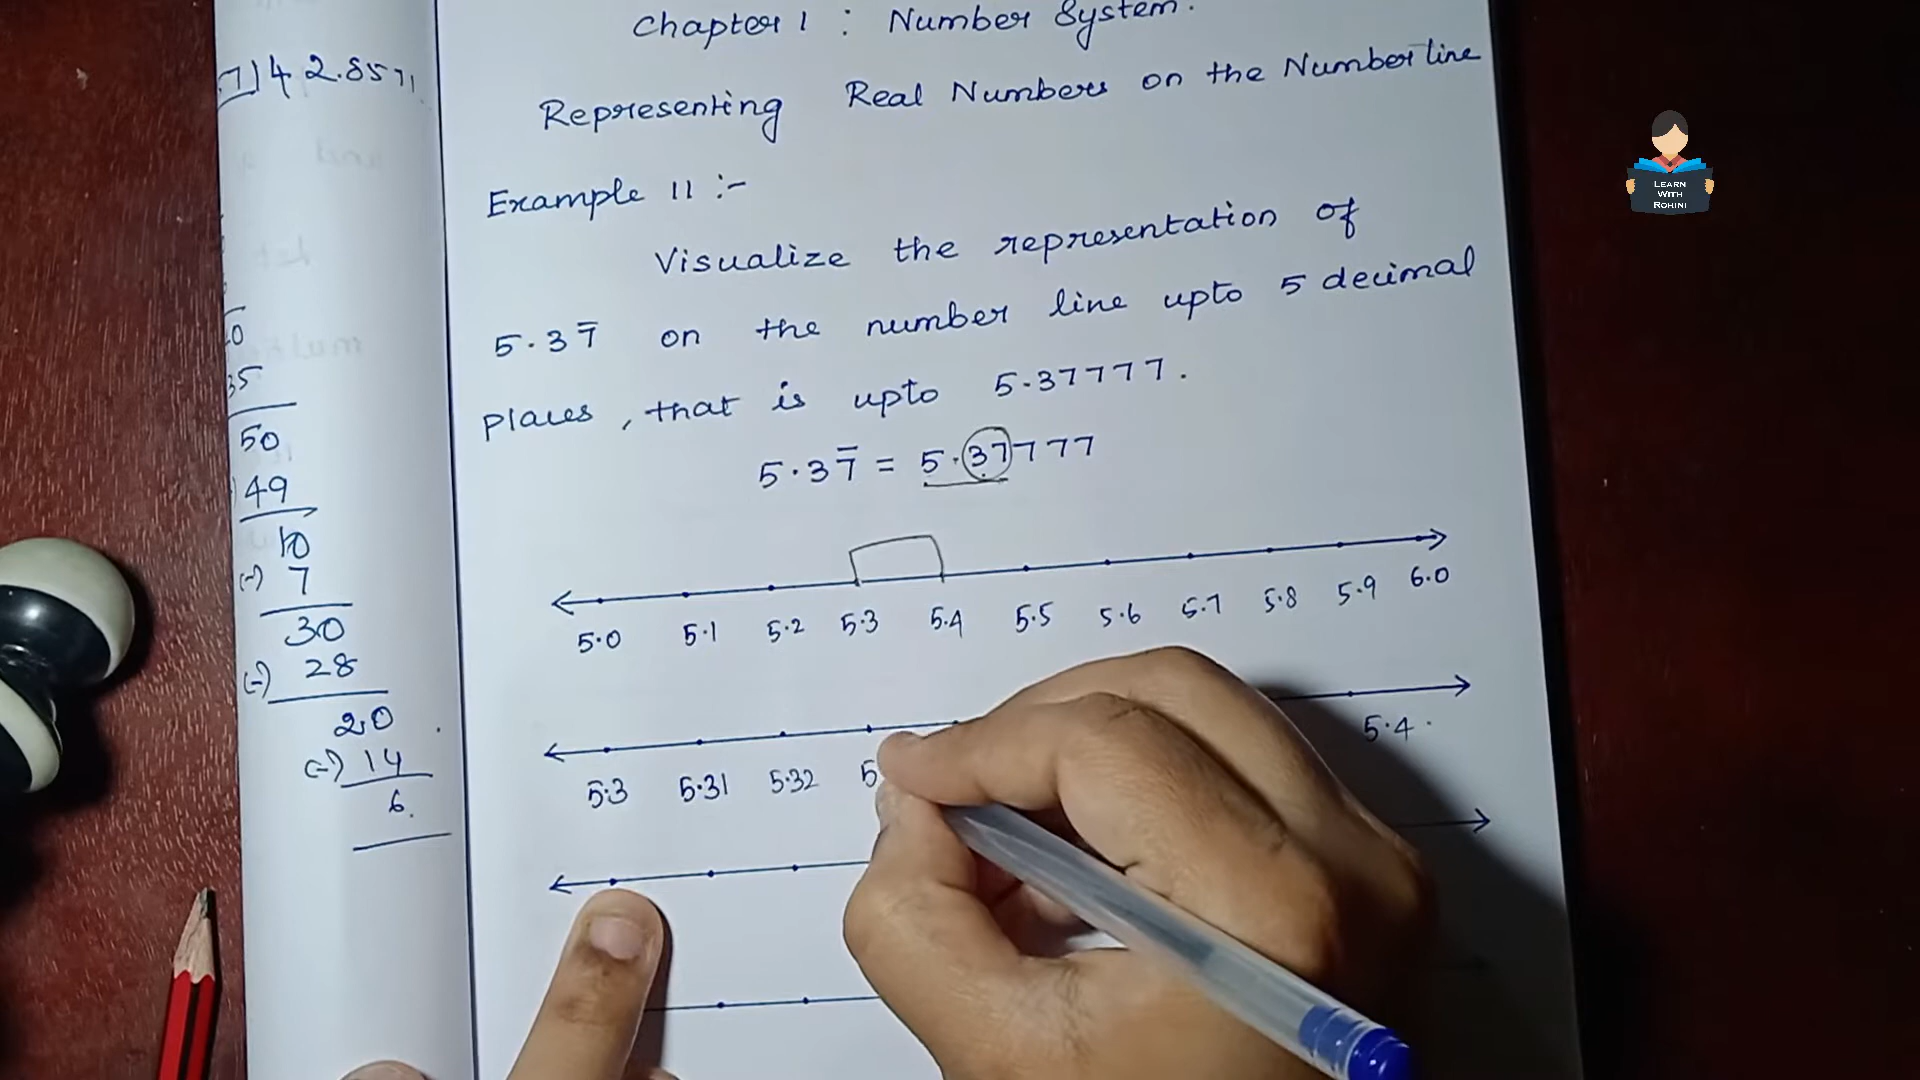 Chapter 1 : Number System.
Representing Real Numbers on the Number line
Example 11 :-
Visualize the representation of
5.37̅ on the number line upto 5 decimal
places, that is upto 5.37777.
5.37̅ = 5.37777
5.0 5.1 5.2 5.3 5.4 5.5 5.6 5.7 5.8 5.9 6.0
5.3 5.31 5.32 5.4
7)42.8571
50
49
10
(-) 7
30
(-) 28
20
(-) 14
6
LEARN
WITH
ROHINI